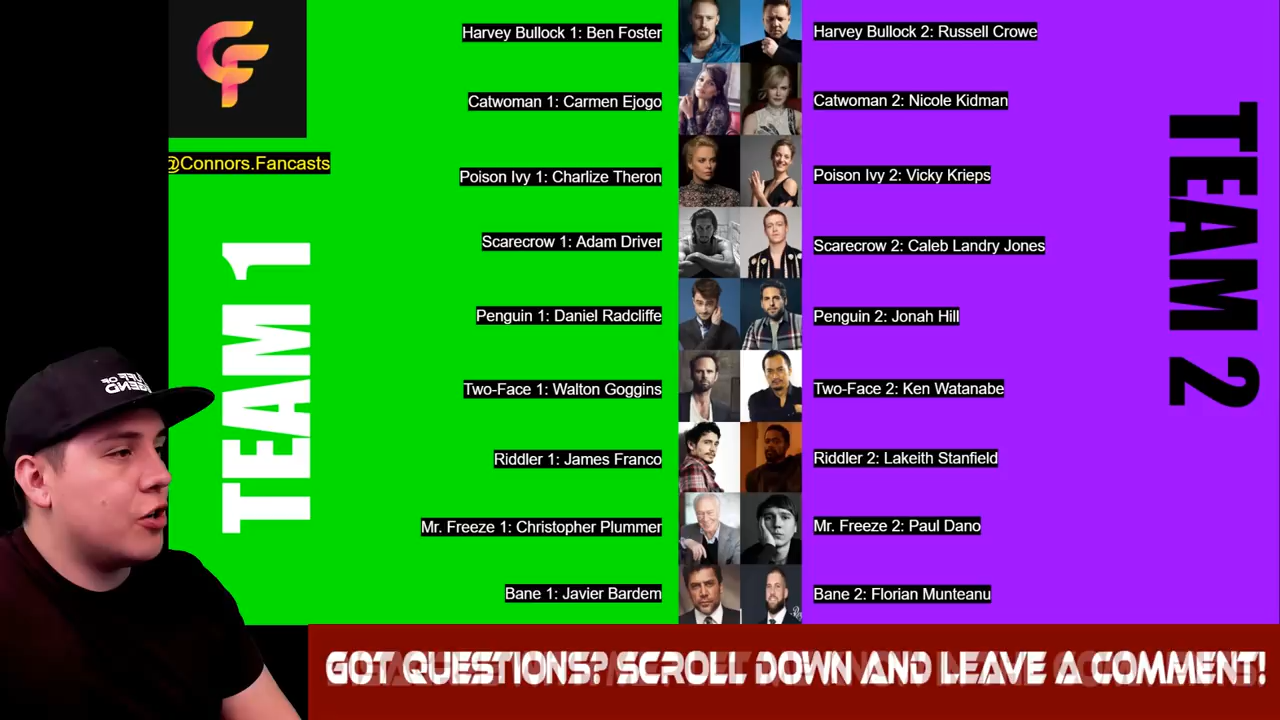 Harvey Bullock 1: Ben Foster
Harvey Bullock 2: Russell Crowe
Catwoman 1: Carmen Ejogo
Catwoman 2: Nicole Kidman
@Connors.Fancasts
Poison Ivy 1: Charlize Theron
Poison Ivy 2: Vicky Krieps
Scarecrow 1: Adam Driver
Scarecrow 2: Caleb Landry Jones
Penguin 1: Daniel Radcliffe
Penguin 2: Jonah Hill
Two-Face 1: Walton Goggins
Two-Face 2: Ken Watanabe
Riddler 1: James Franco
Riddler 2: Lakeith Stanfield
Mr. Freeze 1: Christopher Plummer
Mr. Freeze 2: Paul Dano
Bane 1: Javier Bardem
Bane 2: Florian Munteanu
TEAM 1
TEAM 2
GOT QUESTIONS? SCROLL DOWN AND LEAVE A COMMENT!